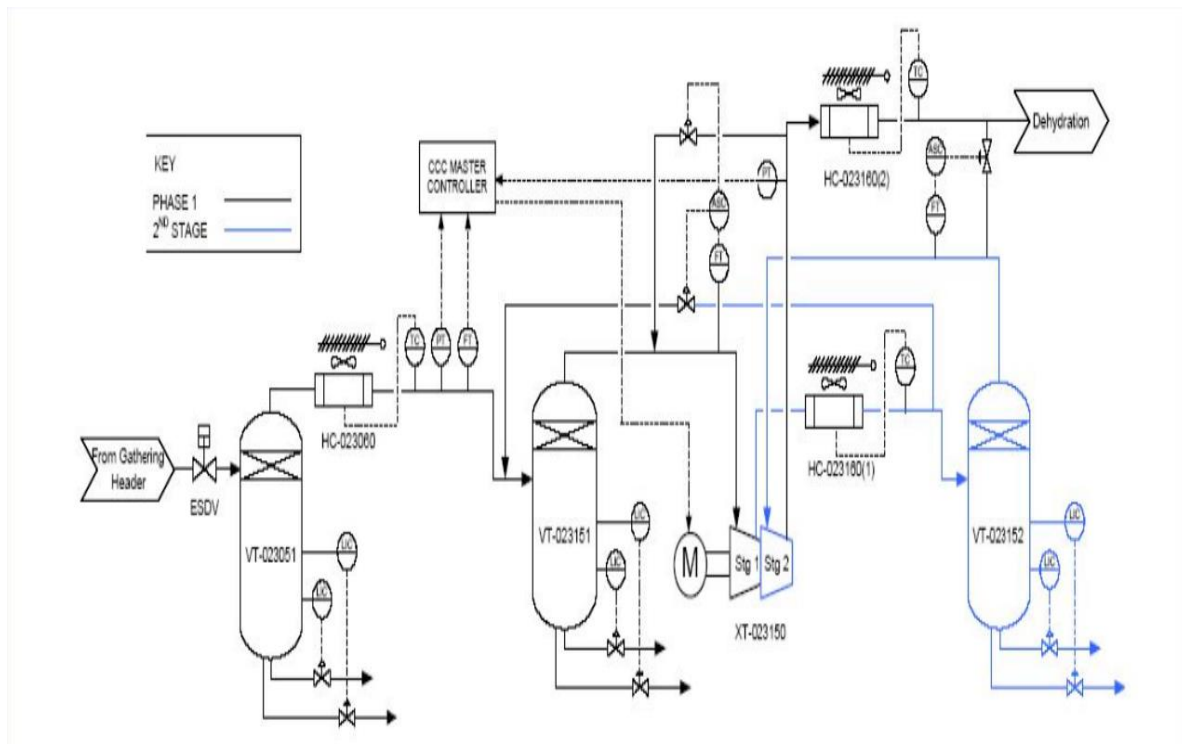 KEY
PHASE 1
2ND STAGE
CCC MASTER
CONTROLLER
PT
TC
ASC
FT
TC
HC-023160(2)
Dehydration
ASC
FT
TC
PT
FT
HC-023060
TC
HC-023160(1)
From Gathering
Header
ESDV
VT-023051
LIC
LIC
VT-023151
LIC
LIC
M
Stg 1
Stg 2
XT-023150
VT-023152
LIC
LIC